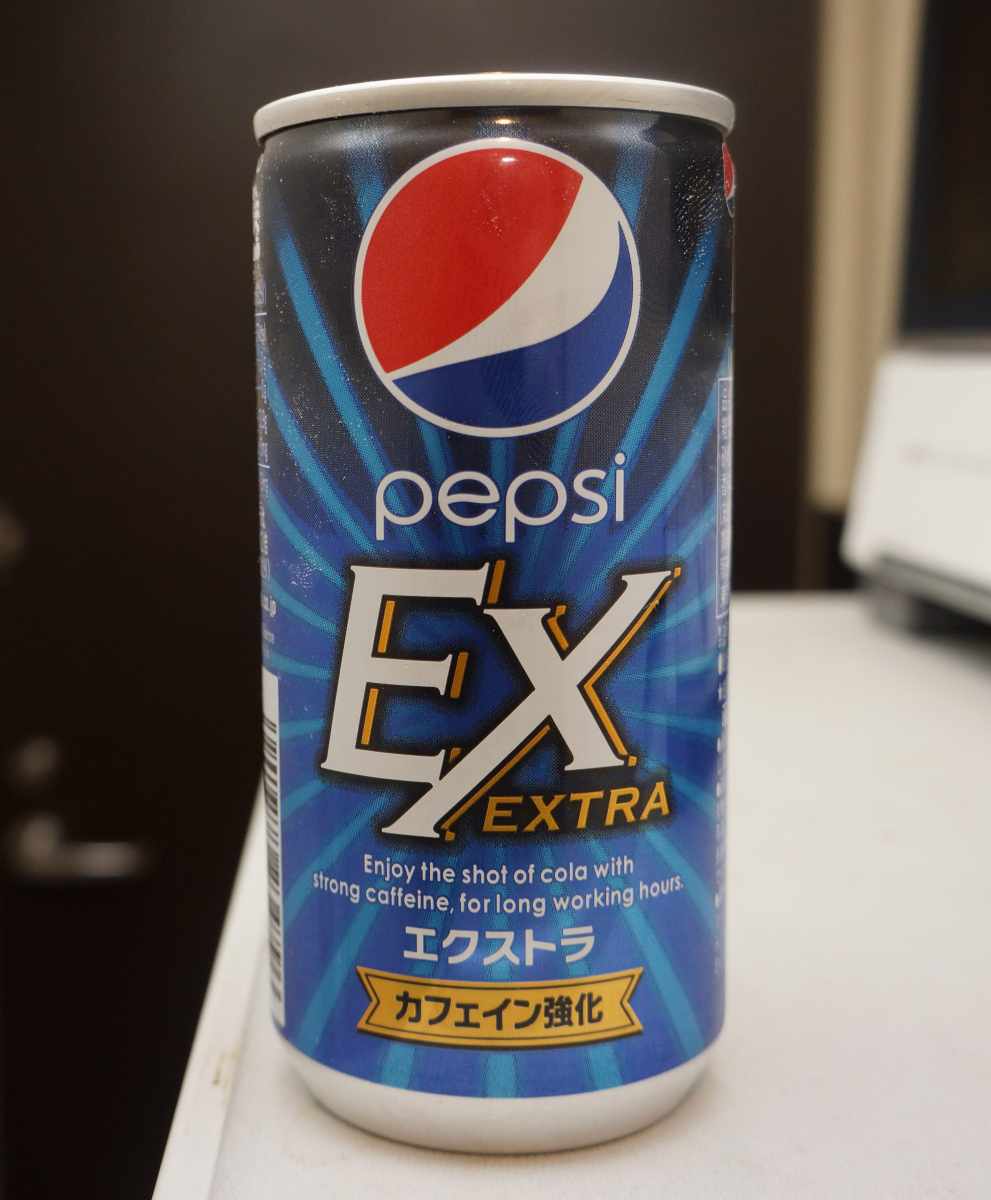 pepsi
EX
EXTRA
Enjoy the shot of cola with
strong caffeine, for long working hours.
エクストラ
カフェイン強化